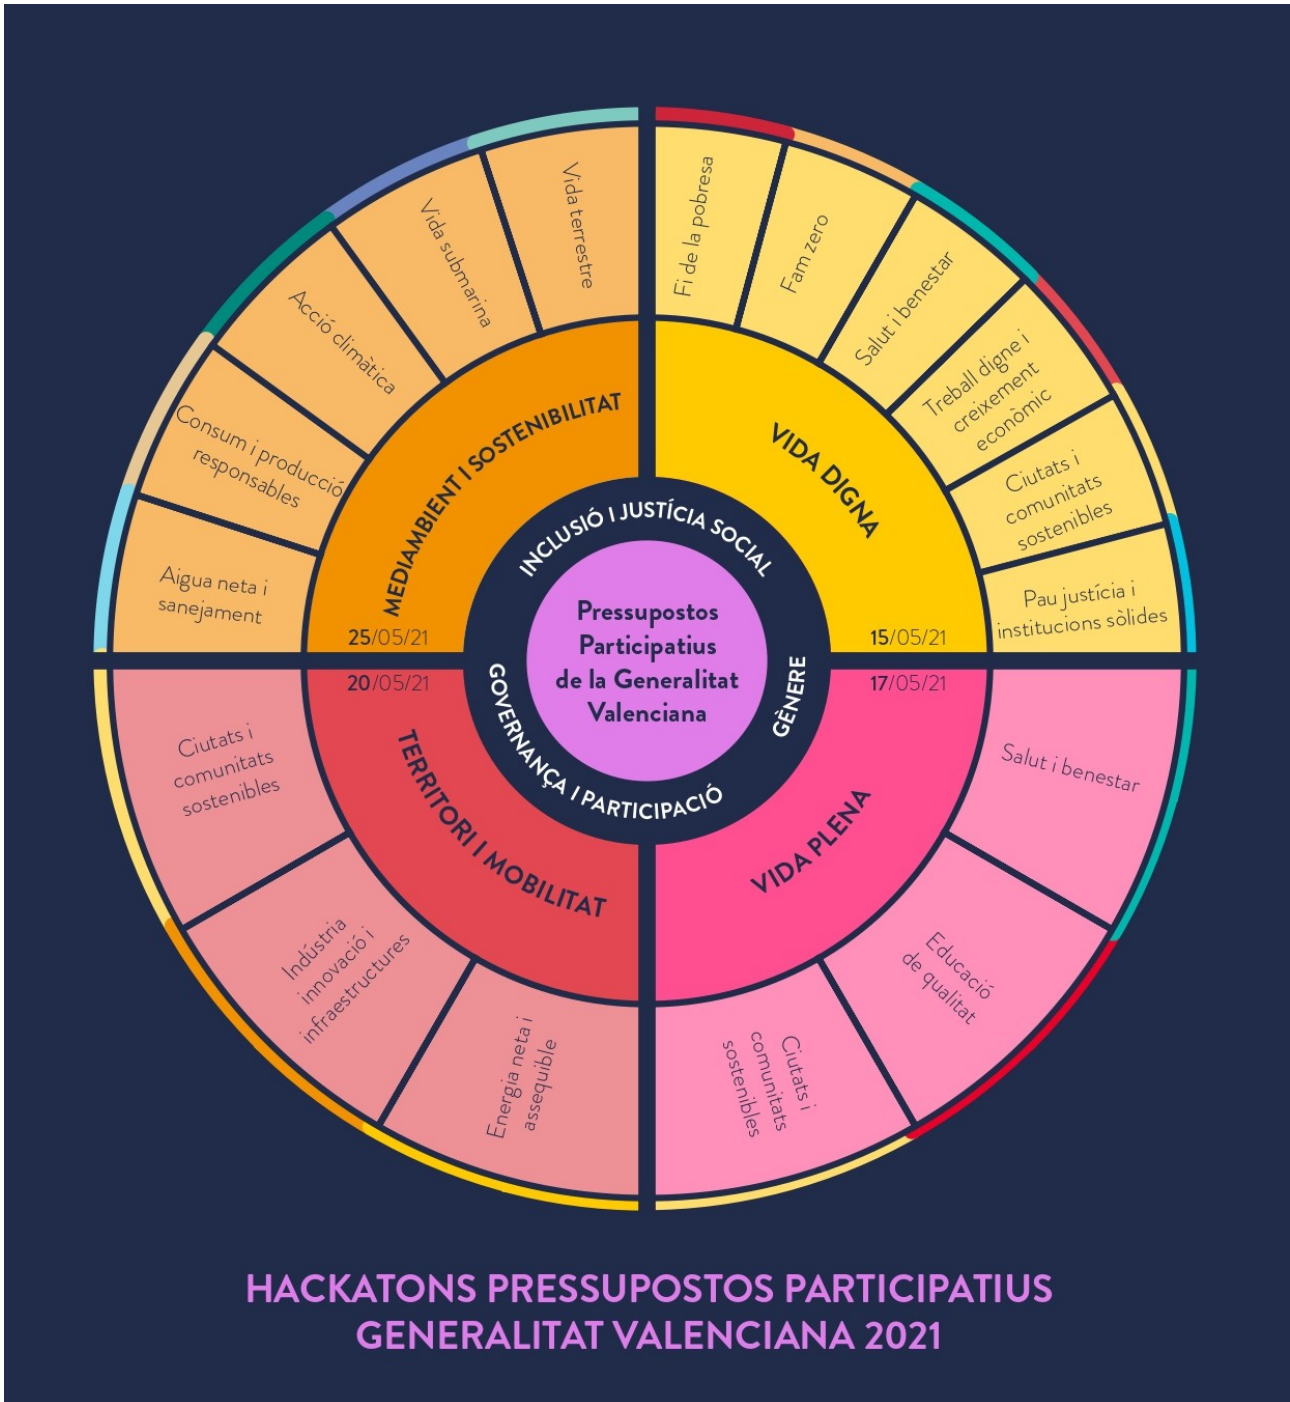 Vida terrestre
Vida submarina
Acció climàtica
Consum i producció
responsables
Aigua neta i
sanejament
MEDIAMBIENT I SOSTENIBILITAT
25/05/21
Fi de la pobresa
Fam zero
Salut i benestar
Treball digne i
creixement
econòmic
Ciutats i
comunitats
sostenibles
Pau justícia i
institucions sòlides
VIDA DIGNA
15/05/21
INCLUSIÓ I JUSTÍCIA SOCIAL
Pressupostos
Participatius
de la Generalitat
Valenciana
GÈNERE
GOVERNANÇA I PARTICIPACIÓ
20/05/21
TERRITORI I MOBILITAT
Ciutats i
comunitats
sostenibles
Indústria
innovació i
infraestructures
Energia neta i
assequible
17/05/21
VIDA PLENA
Salut i benestar
Educació
de qualitat
Ciutats i
comunitats
sostenibles
HACKATONS PRESSUPOSTOS PARTICIPATIUS
GENERALITAT VALENCIANA 2021